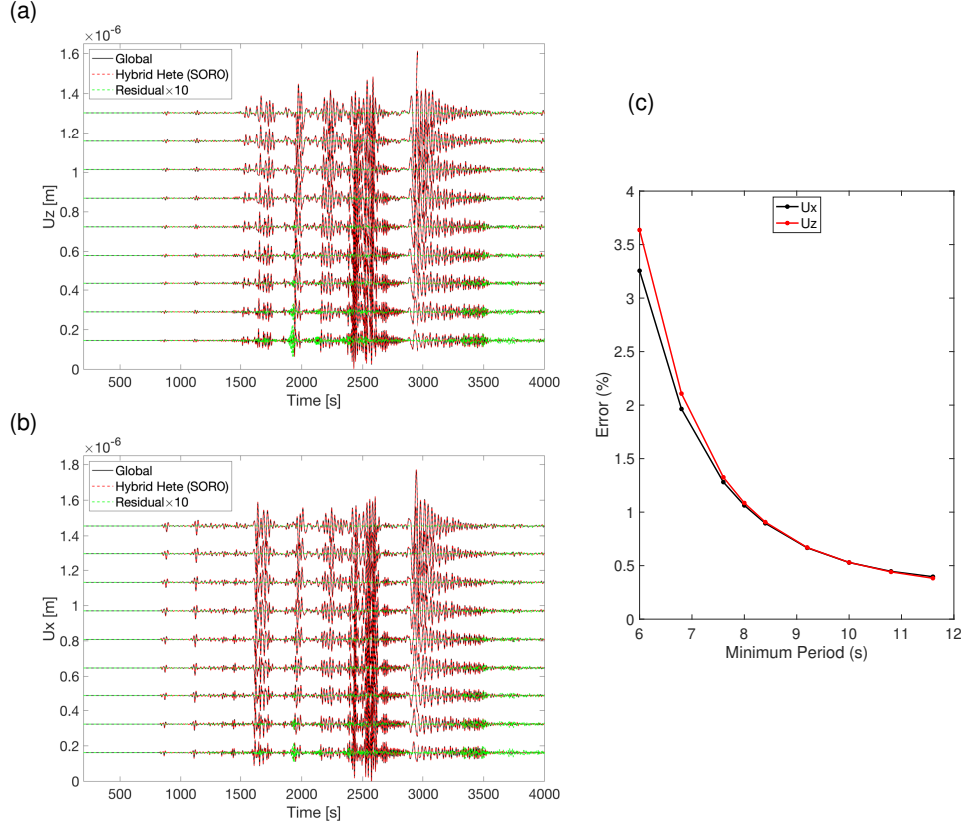 (a)
×10⁻⁶
1.6
1.4
1.2
1
0.8
0.6
0.4
0.2
0
Uz [m]
Global
Hybrid Hete (SORO)
Residual×10
500 1000 1500 2000 2500 3000 3500 4000
Time [s]
(b)
×10⁻⁶
1.8
1.6
1.4
1.2
1
0.8
0.6
0.4
0.2
0
Ux [m]
Global
Hybrid Hete (SORO)
Residual×10
500 1000 1500 2000 2500 3000 3500 4000
Time [s]
(c)
4
3.5
3
2.5
2
1.5
1
0.5
0
Error (%)
Ux
Uz
6 7 8 9 10 11 12
Minimum Period (s)